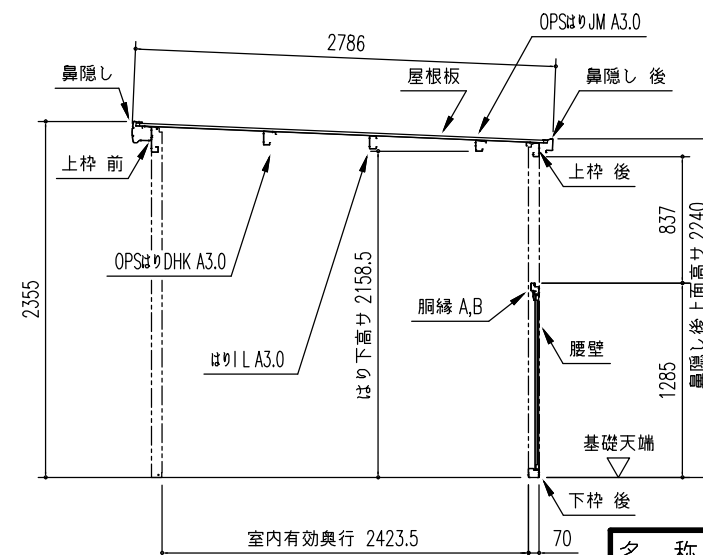 OPSはりJM A3.0
2786
鼻隠し
屋根板
鼻隠し 後
上枠 前
上枠 後
OPSはりDHK A3.0
837
鼻隠し後上面高サ 2240
2355
はり下高サ 2158.5
胴縁 A,B
はりI L A3.0
腰壁
1285
基礎天端
下枠 後
室内有効奥行 2423.5
70
名 称